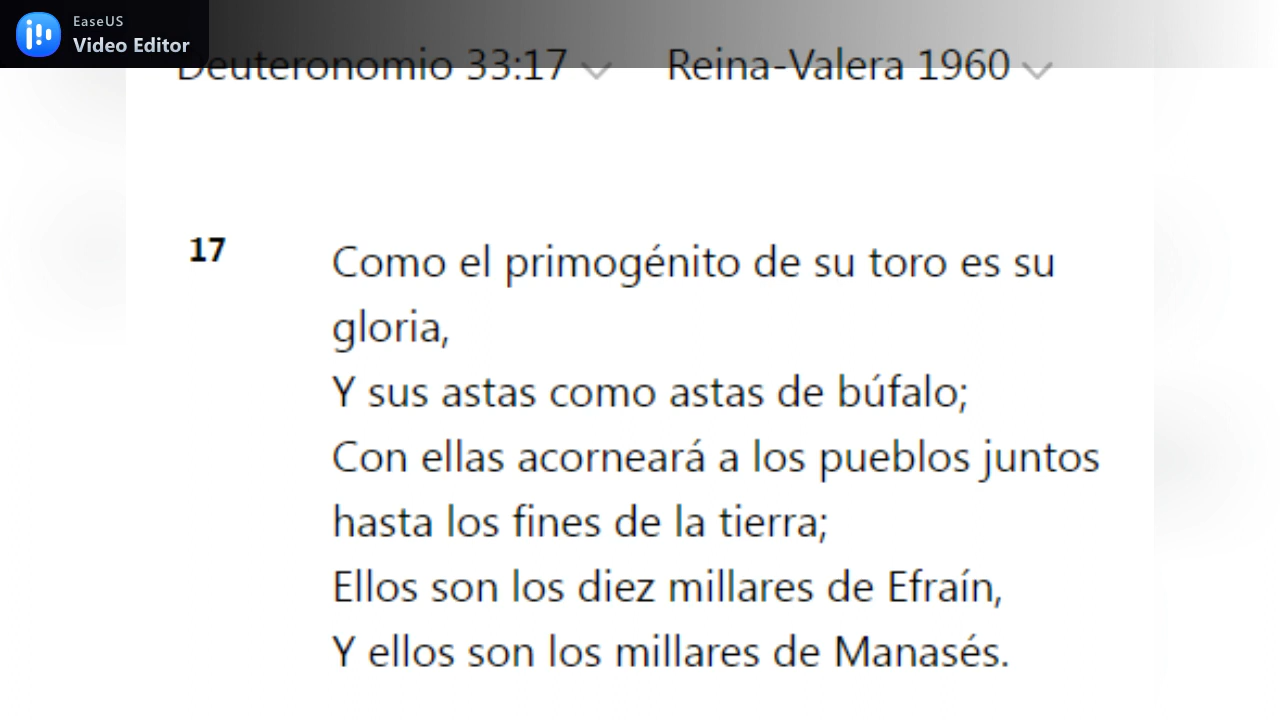 EaseUS
Video Editor
Deuteronomio 33:17 Reina-Valera 1960
17 Como el primogénito de su toro es su
gloria,
Y sus astas como astas de búfalo;
Con ellas acorneará a los pueblos juntos
hasta los fines de la tierra;
Ellos son los diez millares de Efraín,
Y ellos son los millares de Manasés.